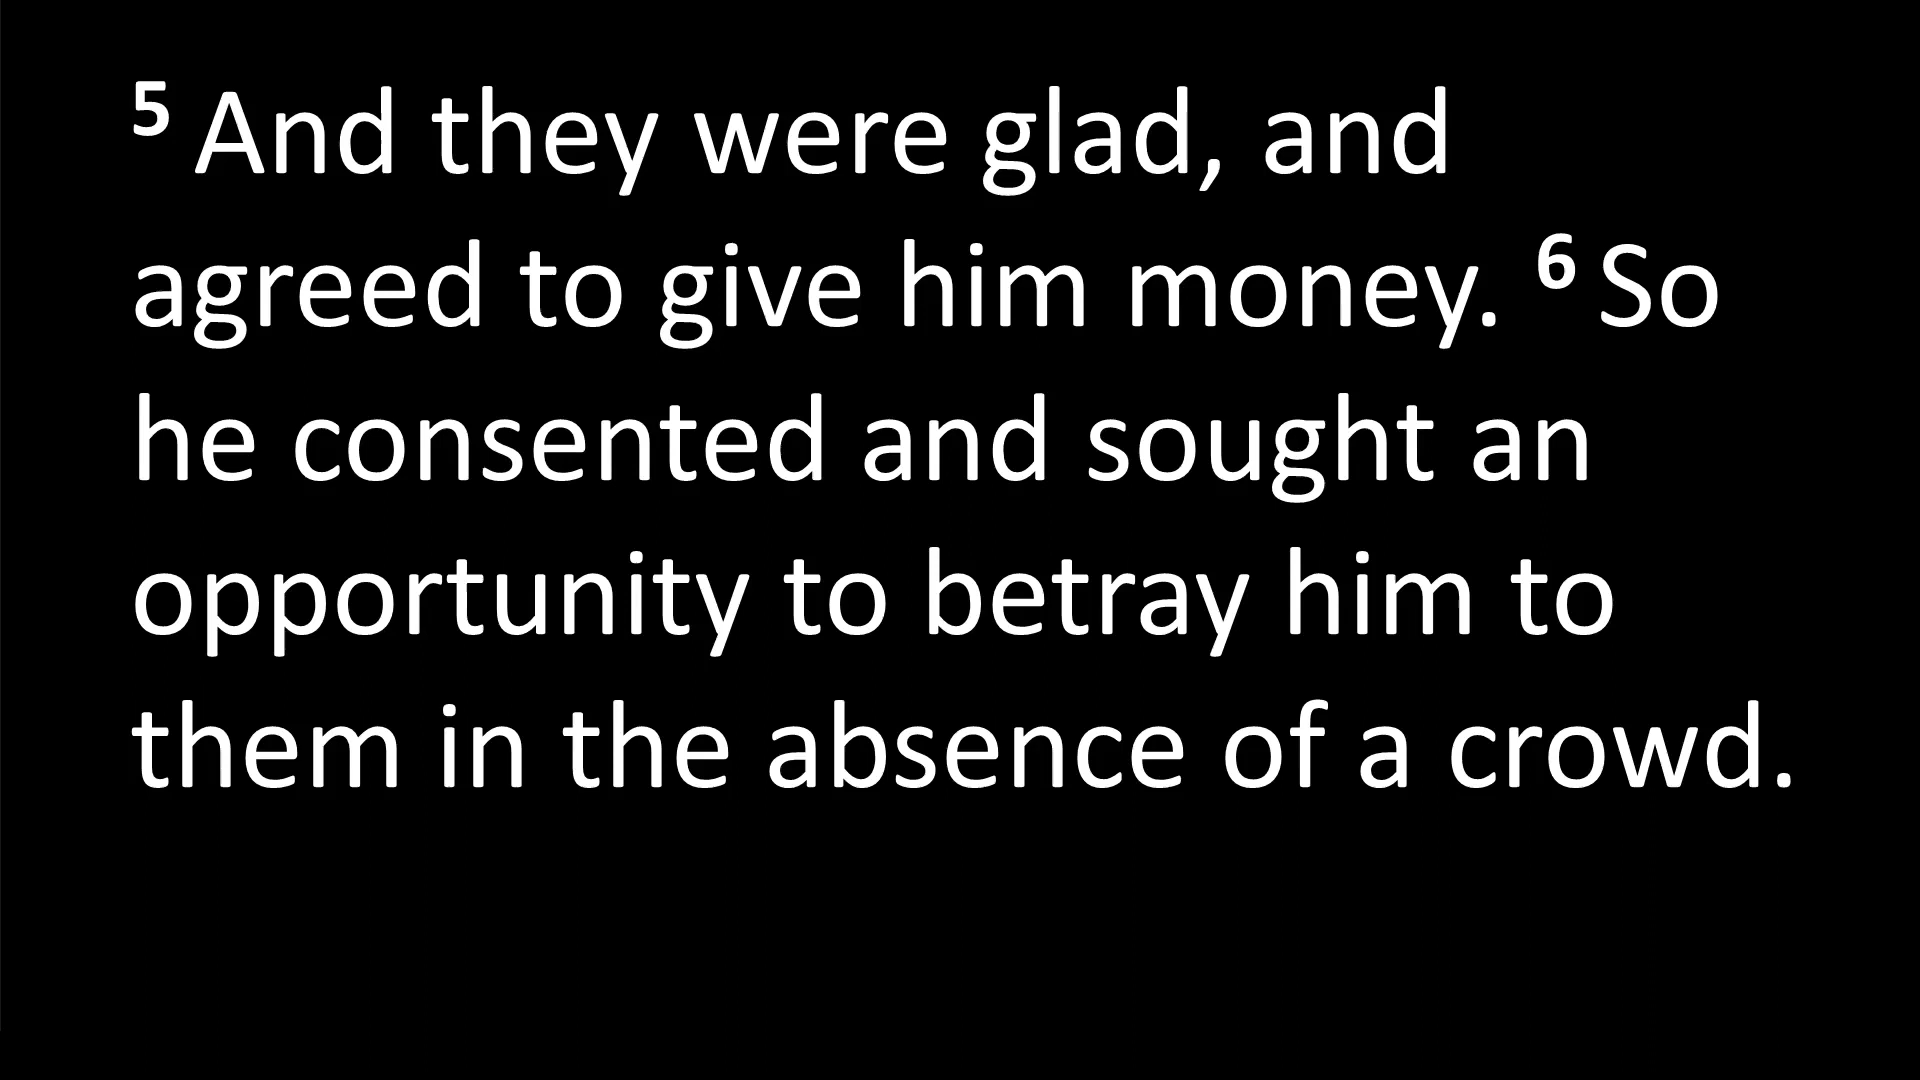 5 And they were glad, and
agreed to give him money. 6 So
he consented and sought an
opportunity to betray him to
them in the absence of a crowd.